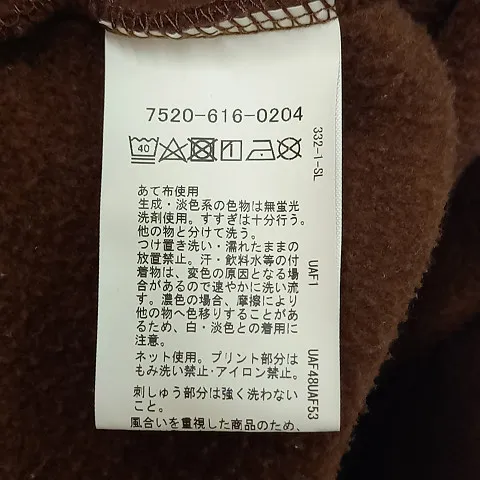 7520-616-0204
40
332-1-SL
あて布使用
生成・淡色系の色物は無蛍光
洗剤使用。すすぎは十分行う。
他の物と分けて洗う。
つけ置き洗い・濡れたままの
放置禁止。汗・飲料水等の付
着物は、変色の原因となる場
合があるので速やかに洗い流
す。濃色の場合、摩擦により
他の物へ色移りすることがあ
るため、白・淡色との着用に
注意。
ネット使用。プリント部分は
もみ洗い禁止・アイロン禁止。
刺しゅう部分は強く洗わない
こと。
風合いを重視した商品のため、
UAF1
UAF48UAF53